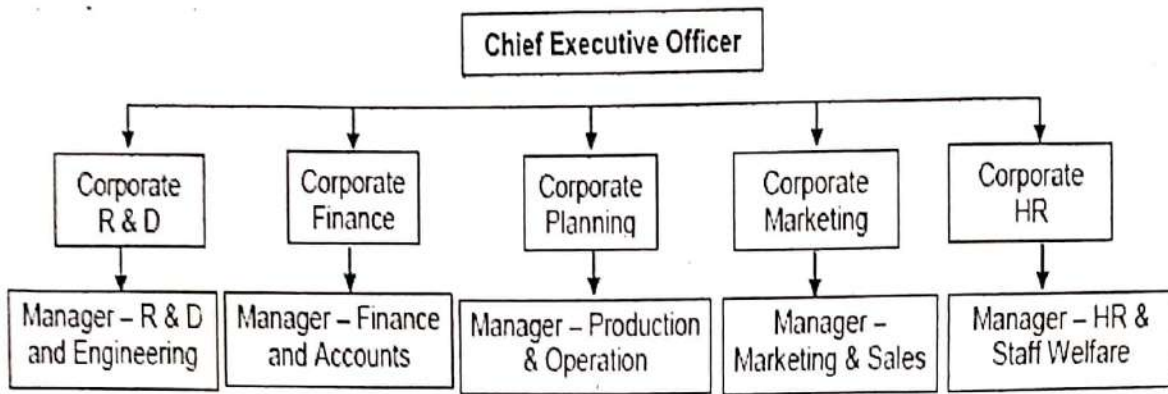 Chief Executive Officer
Corporate
R & D
Corporate
Finance
Corporate
Planning
Corporate
Marketing
Corporate
HR
Manager – R & D
and Engineering
Manager – Finance
and Accounts
Manager – Production
& Operation
Manager –
Marketing & Sales
Manager – HR &
Staff Welfare